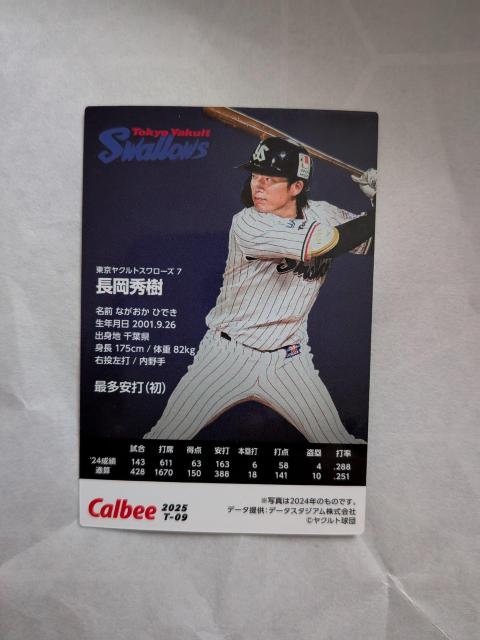 Tokyo Yakult
Swallows
東京ヤクルトスワローズ 7
長岡秀樹
名前 ながおか ひでき
生年月日 2001.9.26
出身地 千葉県
身長 175cm / 体重 82kg
右投左打 / 内野手
最多安打(初)
試合 打席 得点 安打 本塁打 打点 盗塁 打率
'24成績 143 611 63 163 6 58 4 .288
通算 428 1670 150 388 18 141 10 .251
Calbee 2025 T-09
※写真は2024年のものです。
データ提供:データスタジアム株式会社
©ヤクルト球団